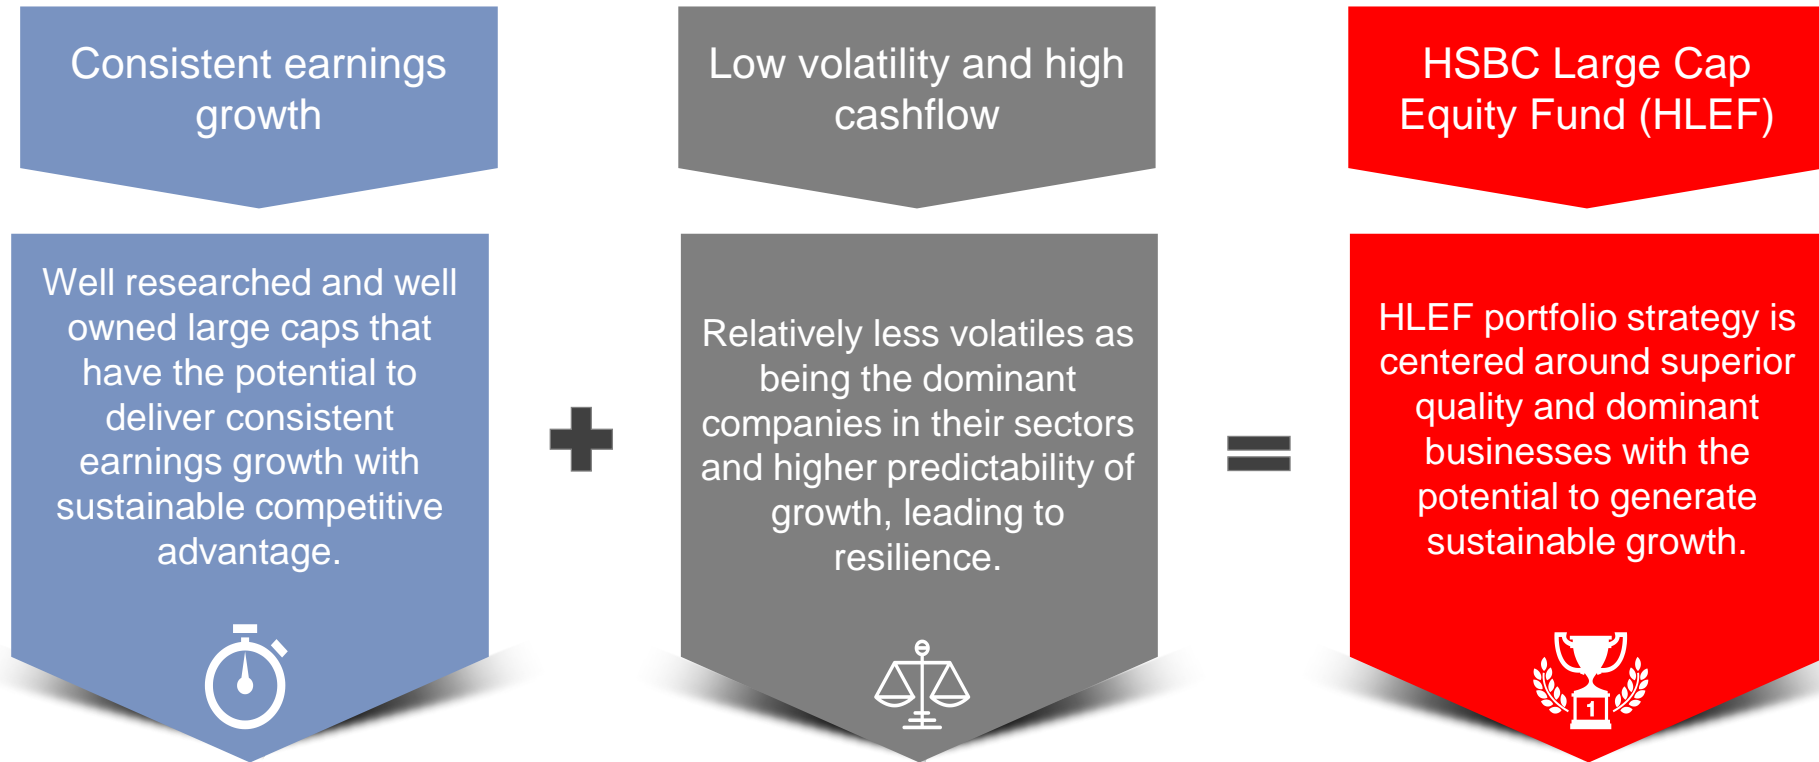 Consistent earnings
growth
Well researched and well
owned large caps that
have the potential to
deliver consistent
earnings growth with
sustainable competitive
advantage.
Low volatility and high
cashflow
Relatively less volatiles as
being the dominant
companies in their sectors
and higher predictability of
growth, leading to
resilience.
HSBC Large Cap
Equity Fund (HLEF)
HLEF portfolio strategy is
centered around superior
quality and dominant
businesses with the
potential to generate
sustainable growth.
1